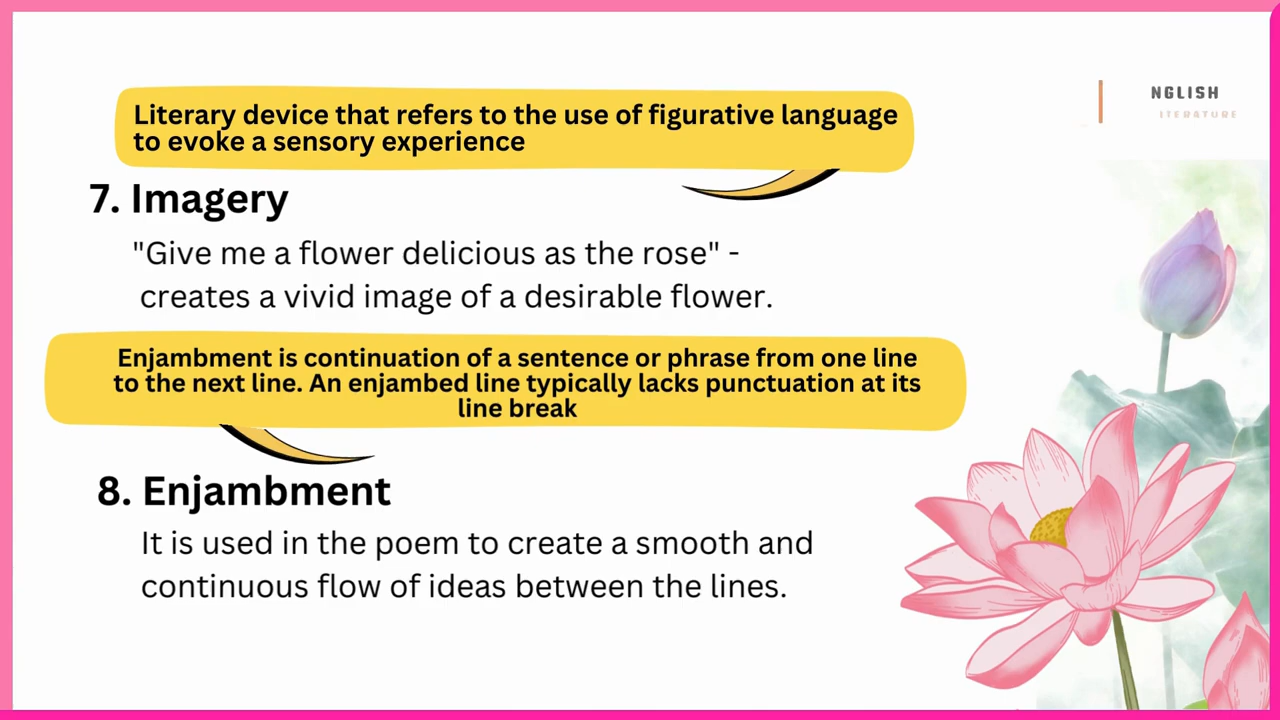 Literary device that refers to the use of figurative language
to evoke a sensory experience
NGLISH
ITERATURE
7. Imagery
"Give me a flower delicious as the rose" -
creates a vivid image of a desirable flower.
Enjambment is continuation of a sentence or phrase from one line
to the next line. An enjambed line typically lacks punctuation at its
line break
8. Enjambment
It is used in the poem to create a smooth and
continuous flow of ideas between the lines.